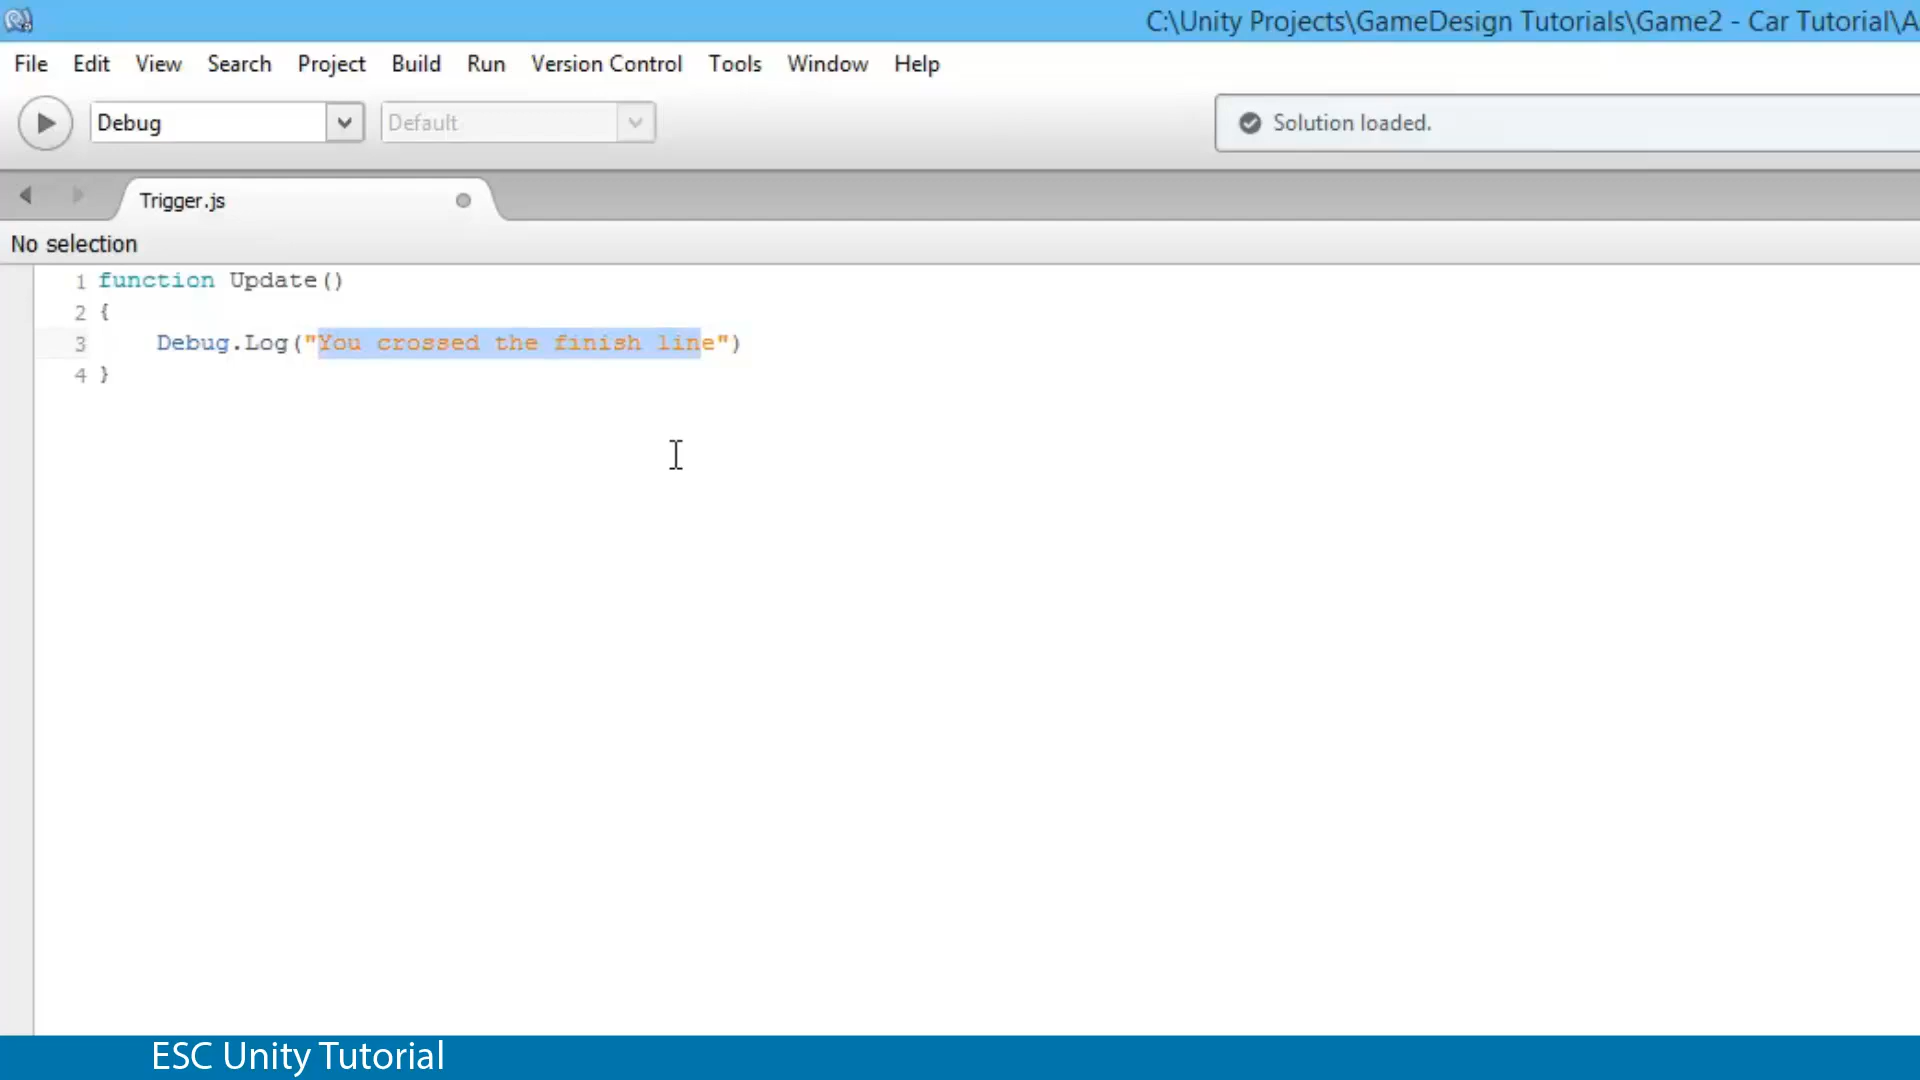 C:\Unity Projects\GameDesign Tutorials\Game2 - Car Tutorial\A
File Edit View Search Project Build Run Version Control Tools Window Help
Debug Default Solution loaded.
Trigger.js
No selection
1 function Update()
2 {
3 Debug.Log("You crossed the finish line")
4 }
ESC Unity Tutorial